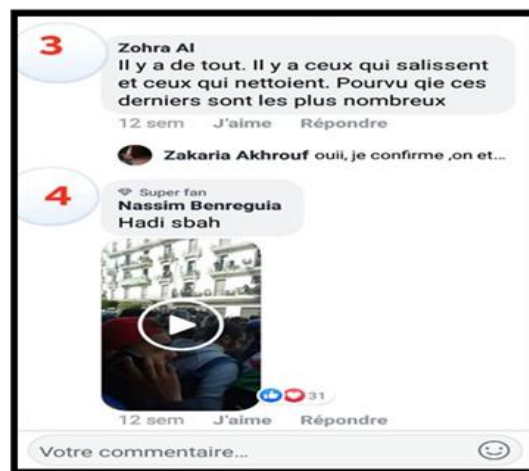 3
Zohra Al
Il y a de tout. Il y a ceux qui salissent
et ceux qui nettoient. Pourvu qie ces
derniers sont les plus nombreux
12 sem J'aime Répondre
Zakaria Akhrouf ouii, je confirme ,on et...
4
Super fan
Nassim Benreguia
Hadi sbah
31
12 sem J'aime Répondre
Votre commentaire...